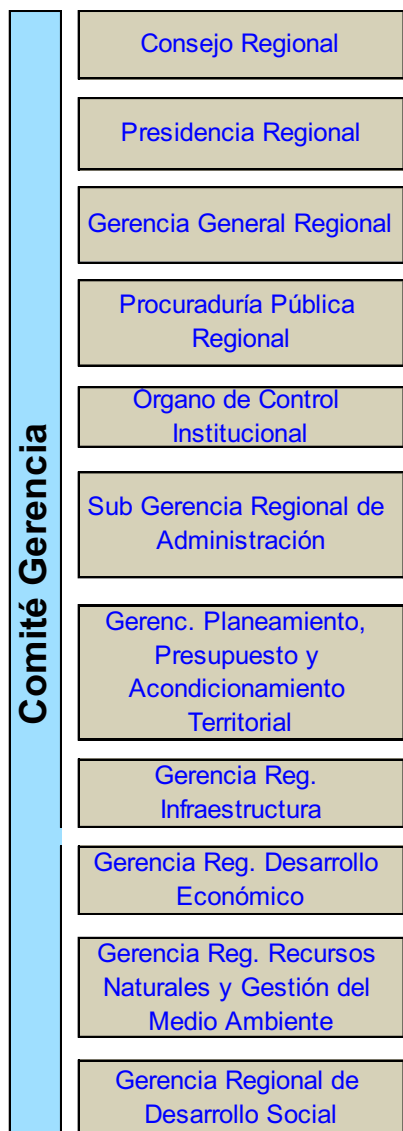 Comité Gerencia
Consejo Regional
Presidencia Regional
Gerencia General Regional
Procuraduría Pública
Regional
Organo de Control
Institucional
Sub Gerencia Regional de
Administración
Gerenc. Planeamiento,
Presupuesto y
Acondicionamiento
Territorial
Gerencia Reg.
Infraestructura
Gerencia Reg. Desarrollo
Económico
Gerencia Reg. Recursos
Naturales y Gestión del
Medio Ambiente
Gerencia Regional de
Desarrollo Social